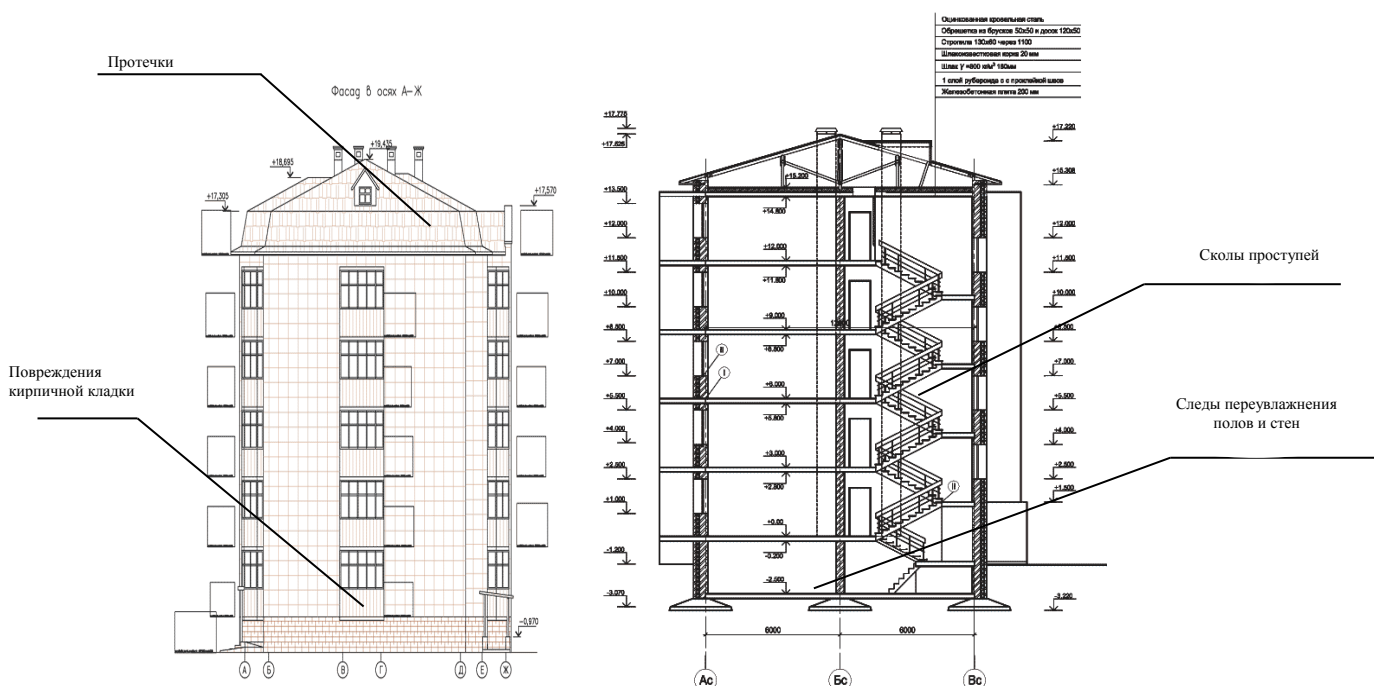 Протечки
Фасад в осях А-Ж
+19,435
+18,695
+17,305
+17,570
Повреждения
кирпичной кладки
-0,970
А
Б
В
Г
Д
Е
Ж
Оцинкованная кровельная сталь
Обрешетка из брусков 50х50 и досок 120х50
Стропила 130х60 через 1100
Шлакоизвестковая корка 20 мм
1 слой рубероида с с проклейкой швов
Железобетонная плита 200 мм
+17.775
+17.525
+13.500
+12.000
+11.500
+10.000
+8.500
+7.000
+5.500
+4.000
+2.500
+1.000
-1.200
-3.070
+15.200
+14.800
+12.000
+11.800
+9.000
+8.800
+6.000
+5.800
+3.000
+2.800
+0.00
-0.200
-2.500
III
I
II
+17.220
+12.000
+11.500
+10.000
+7.000
+5.500
+4.000
+2.500
+1.500
-3.220
Сколы проступей
Следы переувлажнения
полов и стен
6000
6000
Ас
Бс
Вс